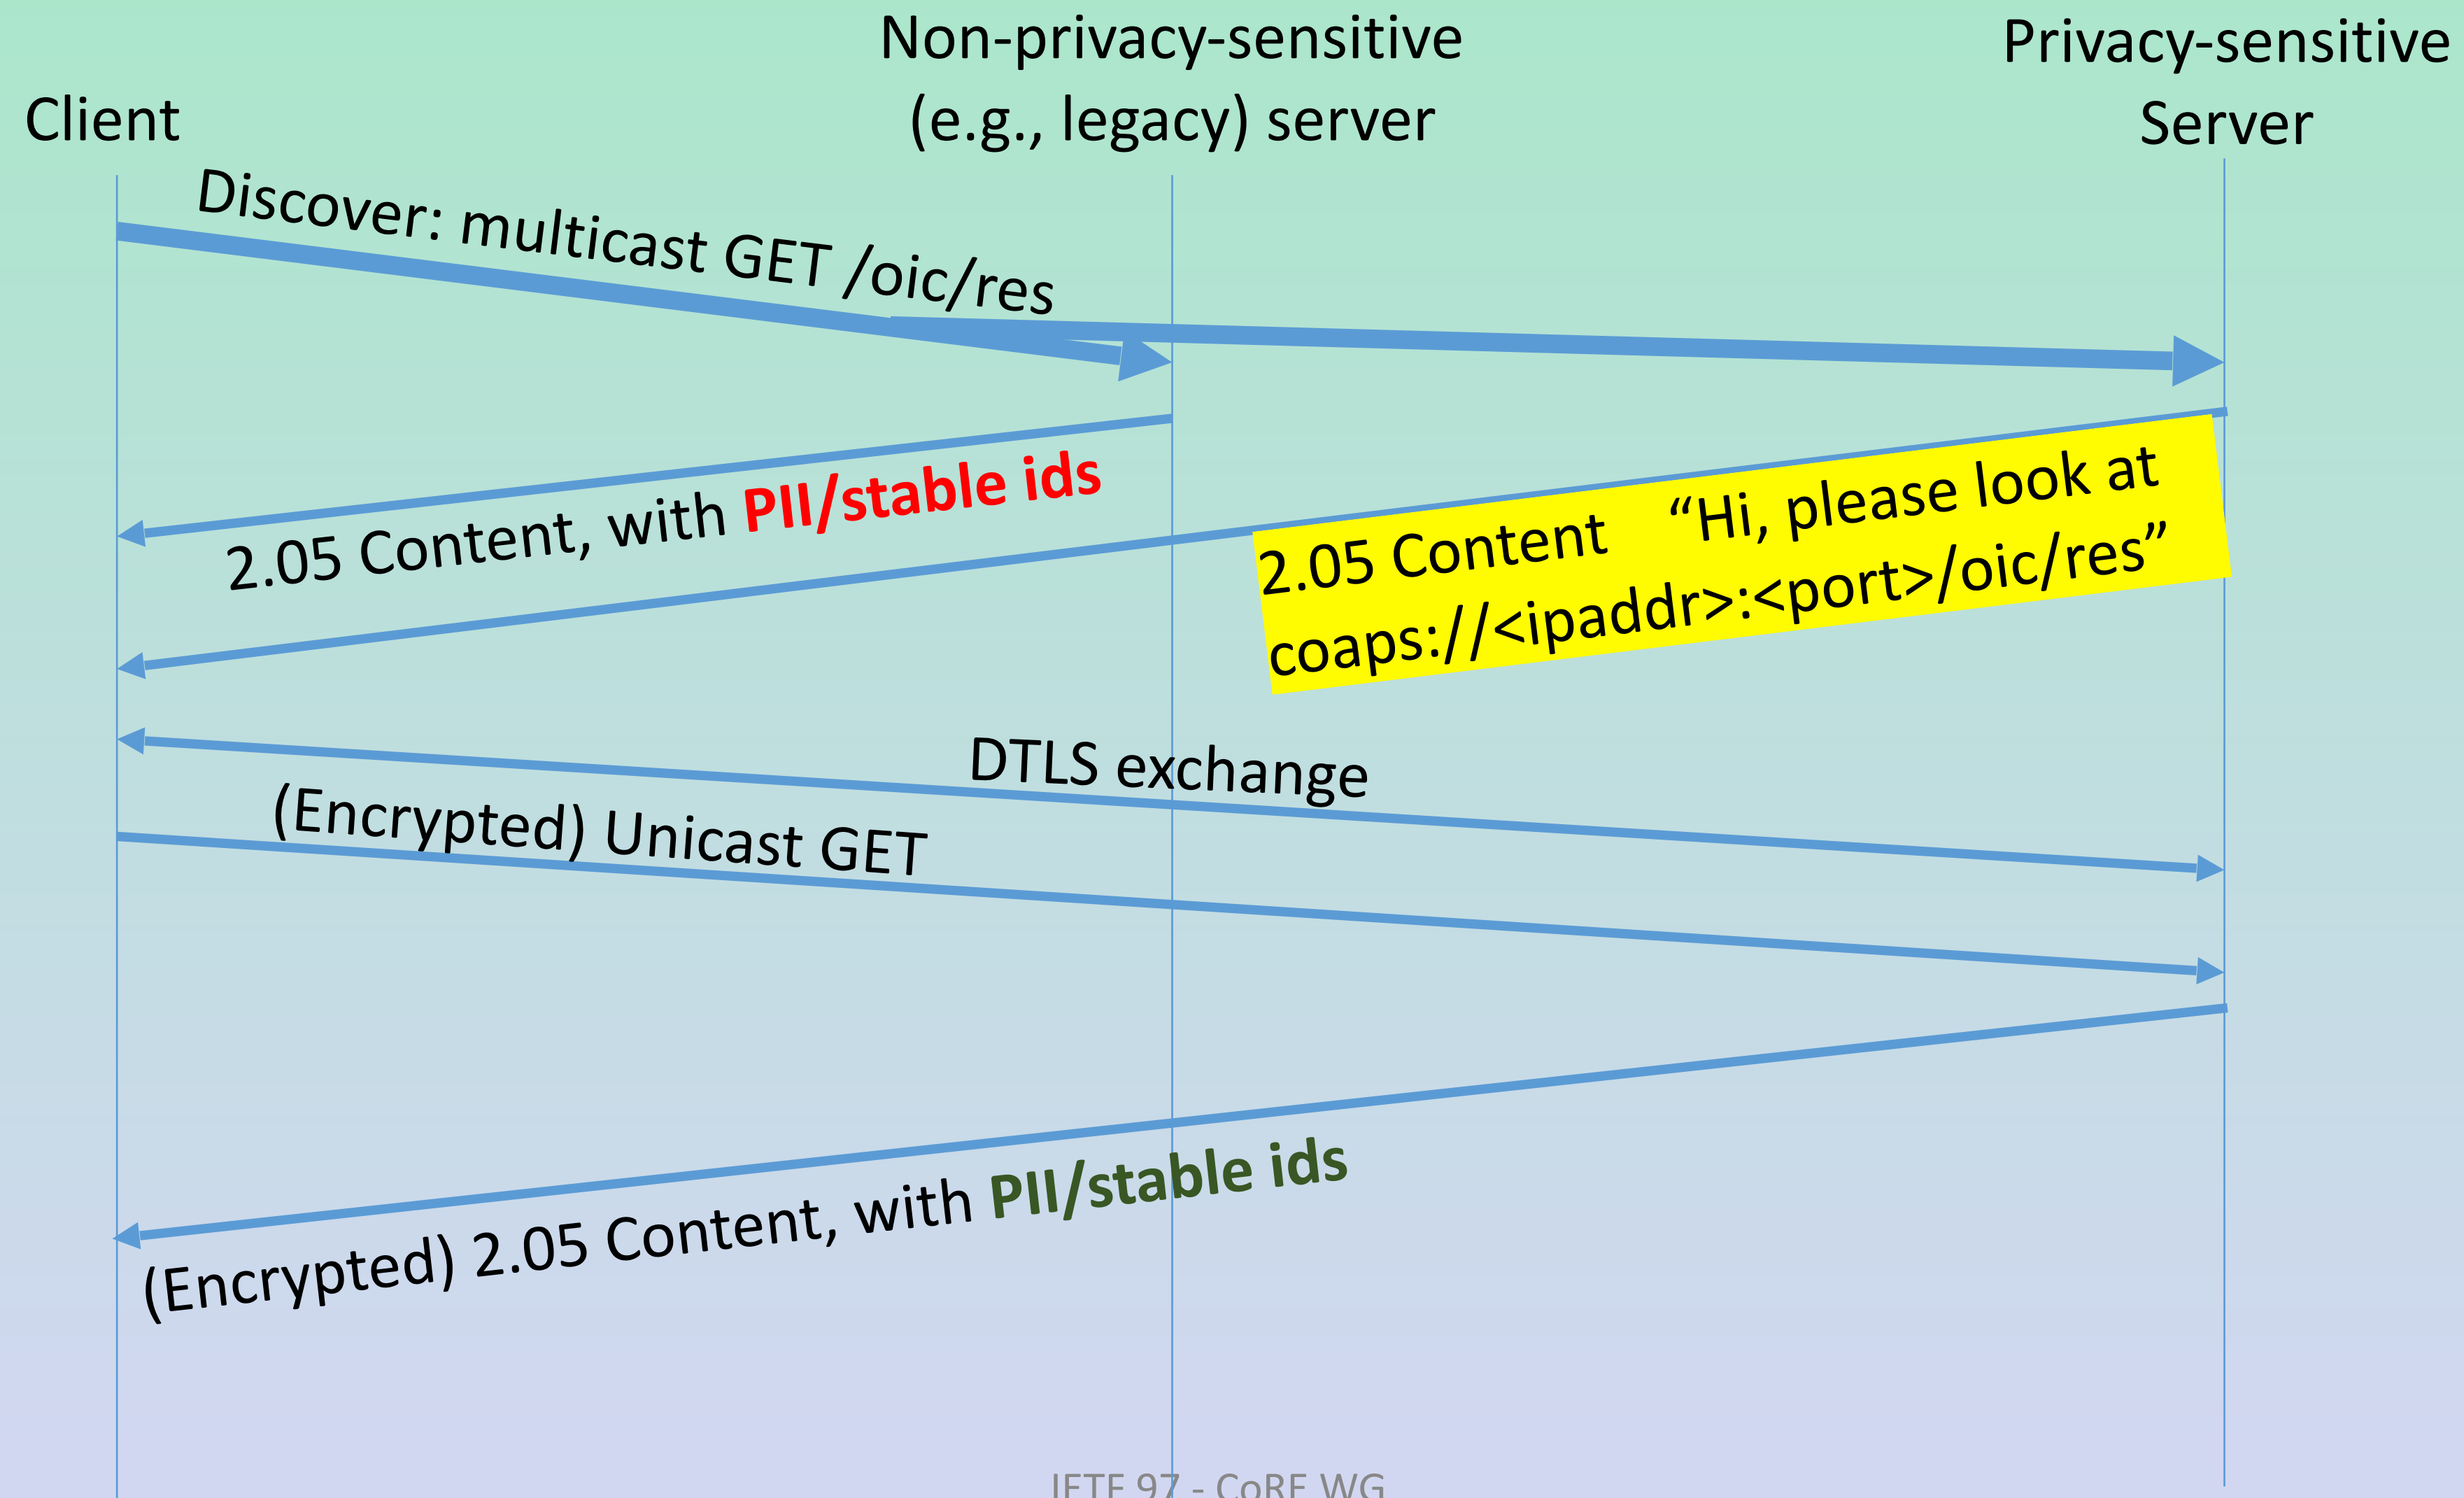 Client
Non-privacy-sensitive
(e.g., legacy) server
Privacy-sensitive
Server
Discover: multicast GET /oic/res
2.05 Content, with PII/stable ids
2.05 Content “Hi, please look at
coaps://<ipaddr>:<port>/oic/res”
DTLS exchange
(Encrypted) Unicast GET
(Encrypted) 2.05 Content, with PII/stable ids
IETF 97 - CoRE WG